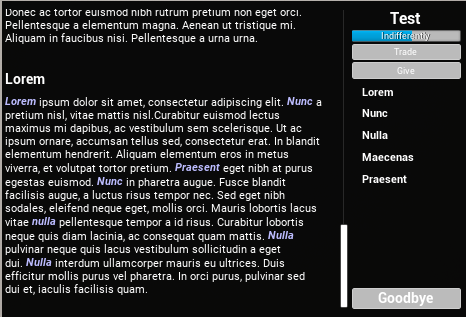 Donec ac tortor euismod nibh rutrum pretium non eget orci.
Pellentesque a elementum magna. Aenean ut tristique mi.
Aliquam in faucibus nisi. Pellentesque a urna urna.
Lorem
Lorem ipsum dolor sit amet, consectetur adipiscing elit. Nunc a
pretium nisl, vitae mattis nisl.Curabitur euismod lectus
maximus mi dapibus, ac vestibulum sem scelerisque. Ut ac
ipsum ornare, accumsan tellus sed, consectetur erat. In blandit
elementum hendrerit. Aliquam elementum eros in metus
viverra, et volutpat tortor pretium. Praesent eget nibh at purus
egestas euismod. Nunc in pharetra augue. Fusce blandit
facilisis augue, a luctus risus tempor nec. Sed eget nibh
sodales, eleifend neque eget, mollis orci. Mauris lobortis lacus
vitae nulla pellentesque tempor a id risus. Curabitur lobortis
neque quis diam lacinia, ac consequat quam mattis. Nulla
pulvinar neque quis lacus vestibulum sollicitudin a eget
dui. Nulla interdum ullamcorper mauris eu ultrices. Duis
efficitur mollis purus vel pharetra. In orci purus, pulvinar sed
dui et, iaculis facilisis quam.
Test
Indifferently
Trade
Give
Lorem
Nunc
Nulla
Maecenas
Praesent
Goodbye